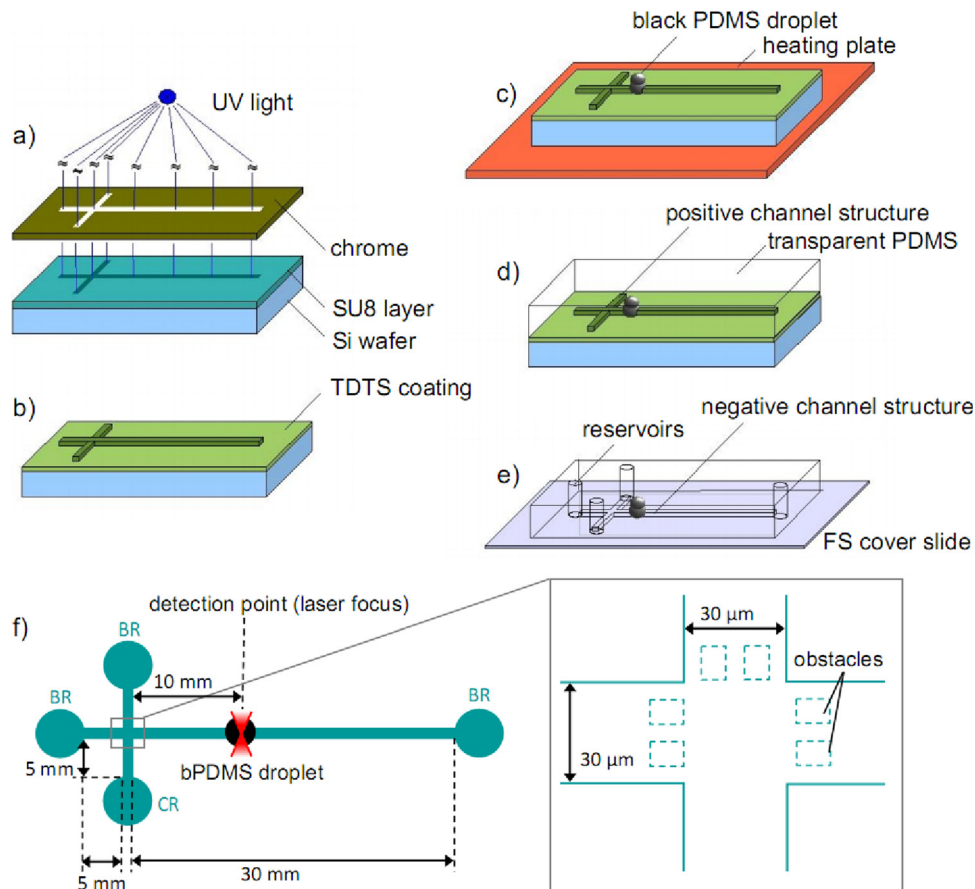 a)
UV light
chrome
SU8 layer
Si wafer
b)
TDTS coating
c)
black PDMS droplet
heating plate
d)
positive channel structure
transparent PDMS
e)
negative channel structure
reservoirs
FS cover slide
f)
detection point (laser focus)
BR
10 mm
BR
BR
bPDMS droplet
5 mm
CR
5 mm
30 mm
30 µm
obstacles
30 µm